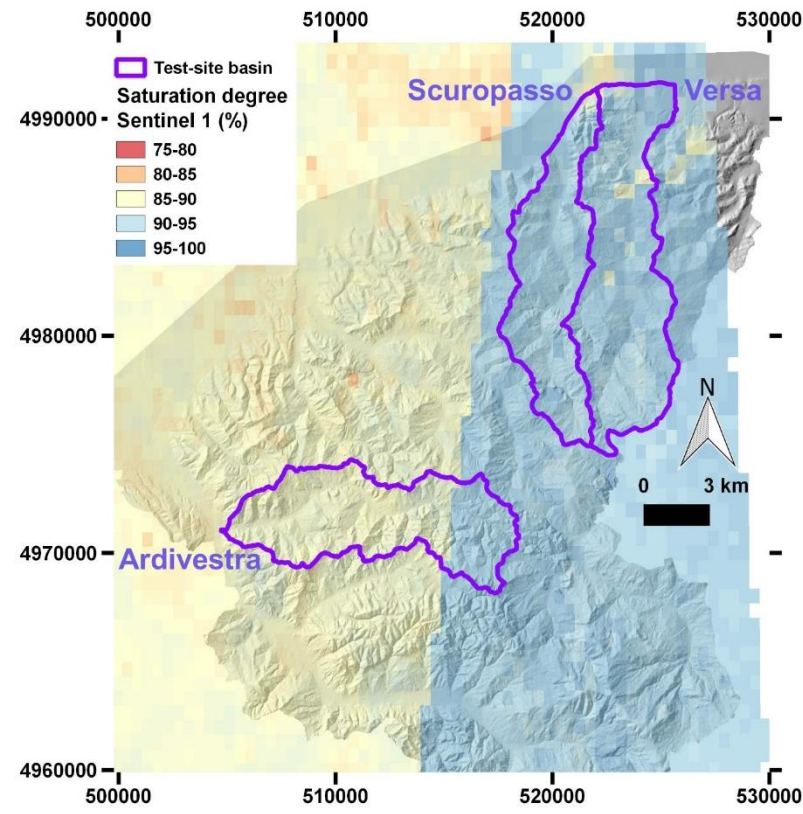 500000 510000 520000 530000
Test-site basin
Saturation degree
Sentinel 1 (%)
75-80
80-85
85-90
90-95
95-100
Scuropasso Versa
4990000
4980000
N
0 3 km
4970000
Ardivestra
4960000
500000 510000 520000 530000